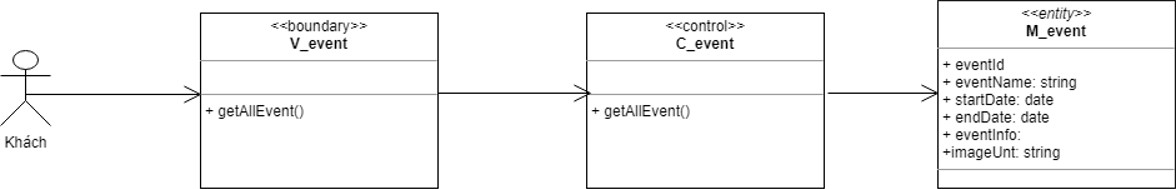 <<boundary>>
V_event
+ getAllEvent()
<<control>>
C_event
+ getAllEvent()
<<entity>>
M_event
+ eventId
+ eventName: string
+ startDate: date
+ endDate: date
+ eventInfo:
+imageUnt: string
Khách